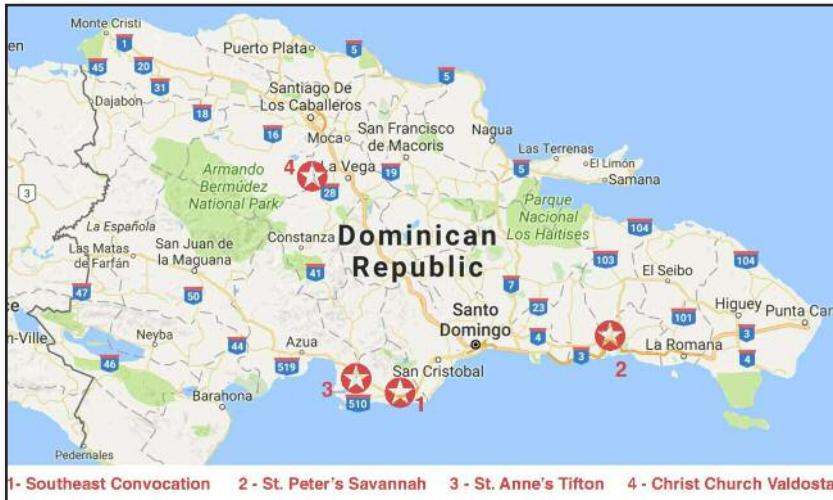 Monte Cristi
en
1
Puerto Plata
5
45
20
5
31
Santiago De
Los Caballeros
Dajabon
18
San Francisco
de Macoris
Nagua
16
Moca
Las Terrenas
El Limón
Samana
Armando
Bermúdez
National Park
4
La Vega
19
5
28
3
Parque
Nacional
Los Haitises
La Española
Las Matas
de Farfán
San Juan de
la Maguana
Constanza
Dominican
Republic
104
103
104
41
El Seibo
47
50
7
Higuey
Punta Can
ce
23
101
Santo
Domingo
n-Ville
Neyba
44
Azua
4
3
La Romana
3
4
46
519
San Cristobal
2
3
510
1
Barahona
Pedernales
1- Southeast Convocation 2 - St. Peter's Savannah 3 - St. Anne's Tifton 4 - Christ Church Valdosta